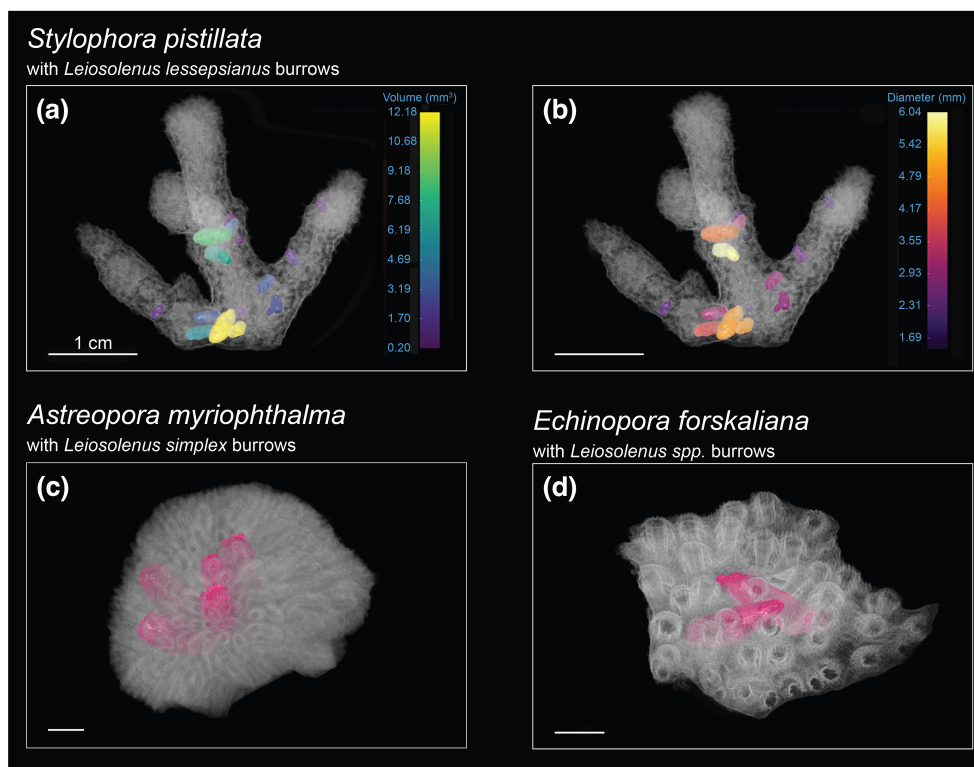 Stylophora pistillata
with Leiosolenus lessepsianus burrows
(a)
Volume (mm³)
12.18
10.68
9.18
7.68
6.19
4.69
3.19
1.70
0.20
1 cm
(b)
Diameter (mm)
6.04
5.42
4.79
4.17
3.55
2.93
2.31
1.69
Astreopora myriophthalma
with Leiosolenus simplex burrows
(c)
Echinopora forskaliana
with Leiosolenus spp. burrows
(d)